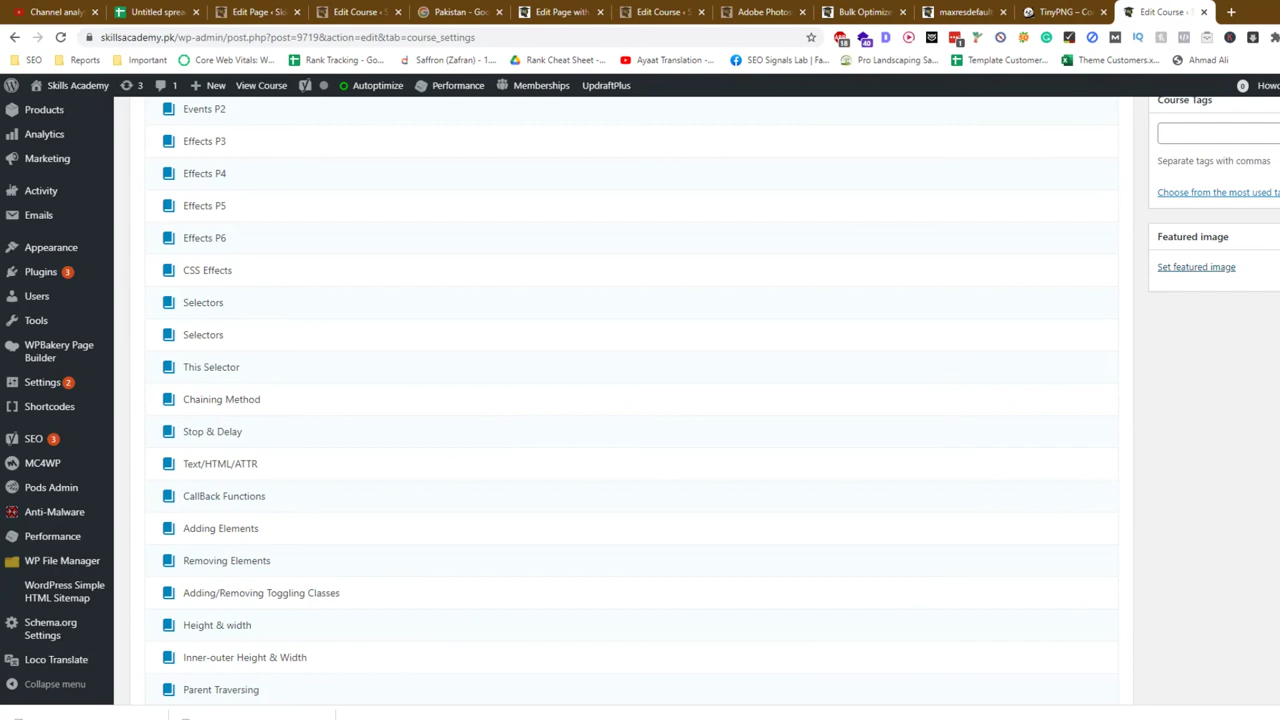 Channel analy
Untitled sprea
Edit Page ‹ Ski
Edit Course ‹ S
Pakistan - Goo
Edit Page with
Edit Course ‹ S
Adobe Photos
Bulk Optimize
maxresdefault
TinyPNG – Co
Edit Course ‹ S
skillsacademy.pk/wp-admin/post.php?post=9719&action=edit&tab=course_settings
18
40
1
SEO
Reports
Important
Core Web Vitals: W...
Rank Tracking - Go...
Saffron (Zafran) - 1....
Rank Cheat Sheet -...
Ayaat Translation -...
SEO Signals Lab | Fa...
Pro Landscaping Sa...
Template Customer...
Theme Customers.x...
Ahmad Ali
Skills Academy
3
1
New
View Course
Autoptimize
Performance
Memberships
UpdraftPlus
0
Howd
Products
Analytics
Marketing
Activity
Emails
Appearance
Plugins 3
Users
Tools
WPBakery Page
Builder
Settings 2
Shortcodes
SEO 3
MC4WP
Pods Admin
Anti-Malware
Performance
WP File Manager
WordPress Simple
HTML Sitemap
Schema.org
Settings
Loco Translate
Collapse menu
Events P2
Effects P3
Effects P4
Effects P5
Effects P6
CSS Effects
Selectors
Selectors
This Selector
Chaining Method
Stop & Delay
Text/HTML/ATTR
CallBack Functions
Adding Elements
Removing Elements
Adding/Removing Toggling Classes
Height & width
Inner-outer Height & Width
Parent Traversing
Course Tags
Separate tags with commas
Choose from the most used ta
Featured image
Set featured image